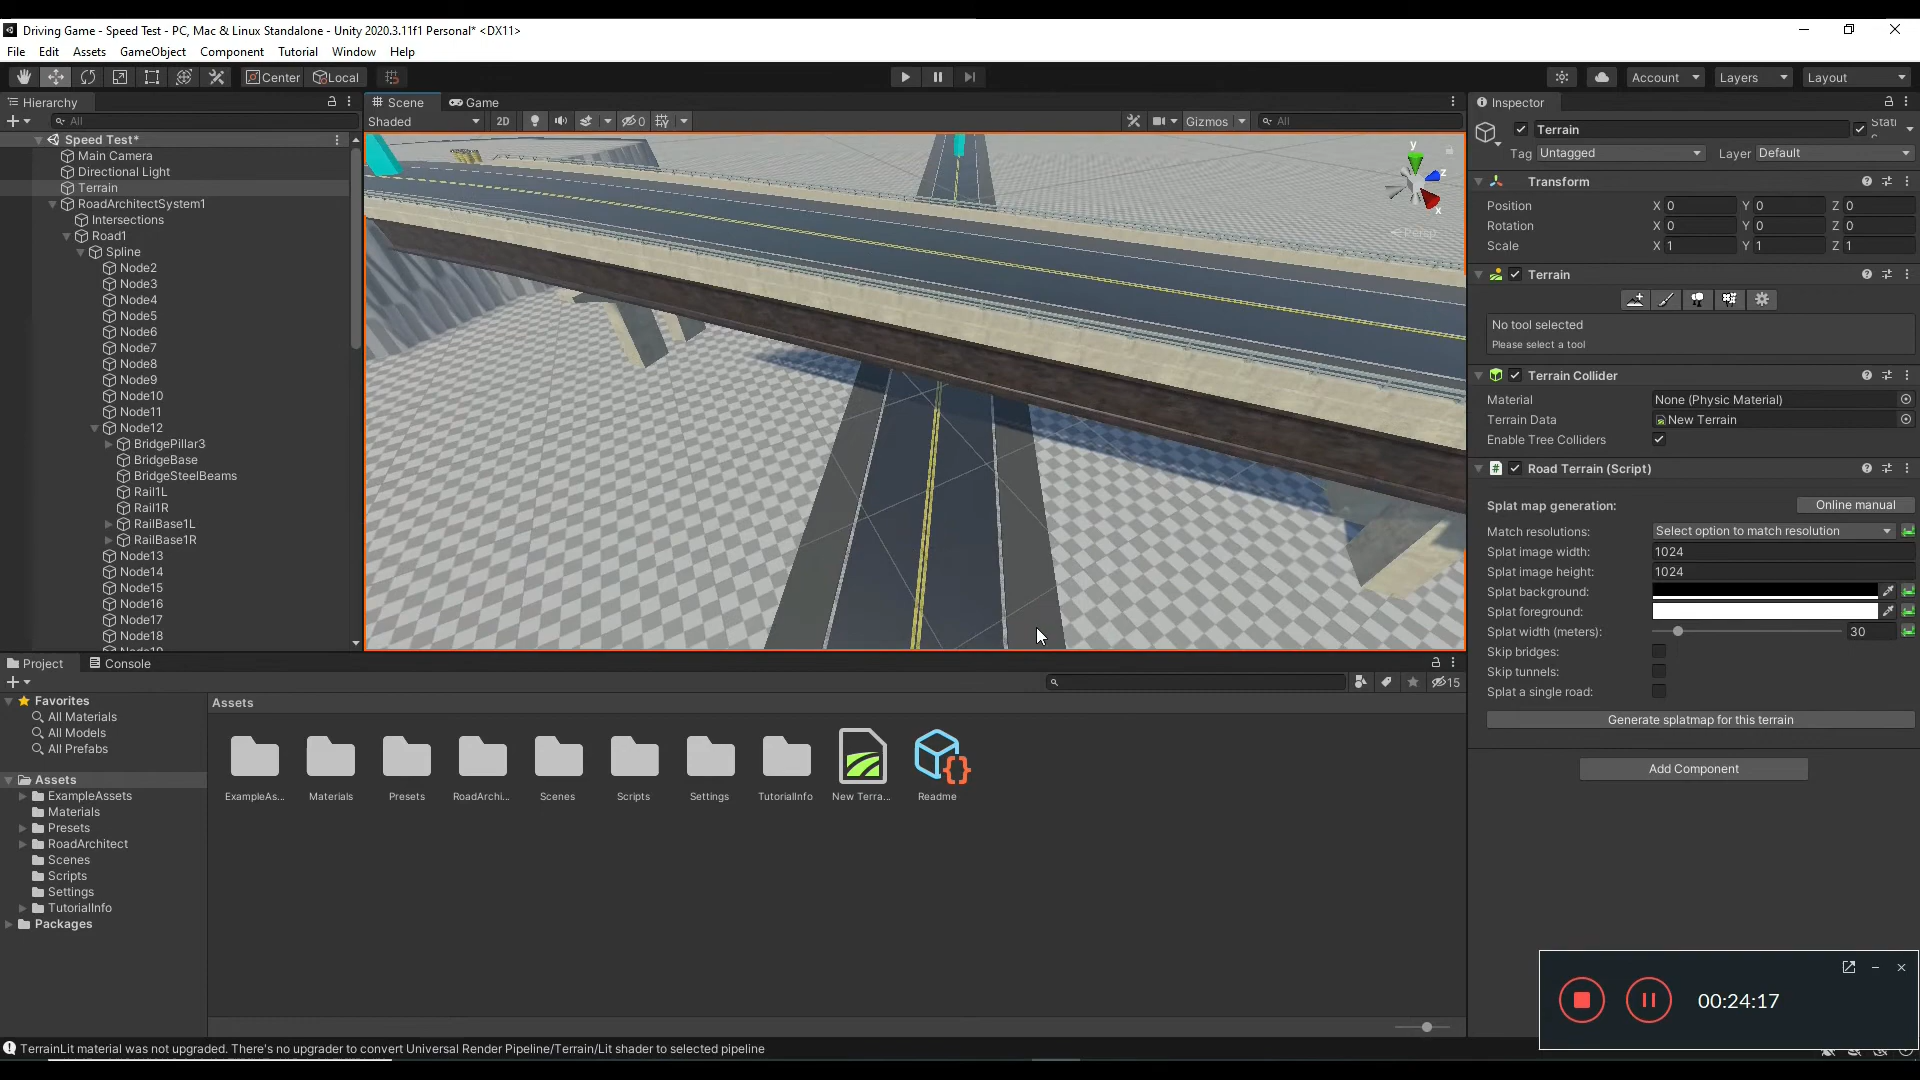 Driving Game - Speed Test - PC, Mac & Linux Standalone - Unity 2020.3.11f1 Personal* <DX11>
File Edit Assets GameObject Component Tutorial Window Help
Center Local Account Layers Layout
Hierarchy
All
Speed Test*
Main Camera
Directional Light
Terrain
RoadArchitectSystem1
Intersections
Road1
Spline
Node2
Node3
Node4
Node5
Node6
Node7
Node8
Node9
Node10
Node11
Node12
BridgePillar3
BridgeBase
BridgeSteelBeams
Rail1L
Rail1R
RailBase1L
RailBase1R
Node13
Node14
Node15
Node16
Node17
Node18
Scene Game
Shaded 2D 0 Gizmos All
y
z
x
Persp
Inspector
Terrain
Tag Untagged Layer Default
Transform
Position X 0 Y 0 Z 0
Rotation X 0 Y 0 Z 0
Scale X 1 Y 1 Z 1
Terrain
No tool selected
Please select a tool
Terrain Collider
Material None (Physic Material)
Terrain Data New Terrain
Enable Tree Colliders
Road Terrain (Script)
Splat map generation: Online manual
Match resolutions: Select option to match resolution
Splat image width: 1024
Splat image height: 1024
Splat background:
Splat foreground:
Splat width (meters): 30
Skip bridges:
Skip tunnels:
Splat a single road:
Generate splatmap for this terrain
Add Component
Project Console
15
Favorites
All Materials
All Models
All Prefabs
Assets
ExampleAssets
Materials
Presets
RoadArchitect
Scenes
Scripts
Settings
TutorialInfo
Packages
Assets
ExampleAs... Materials Presets RoadArchi... Scenes Scripts Settings TutorialInfo New Terra... Readme
00:24:17
TerrainLit material was not upgraded. There's no upgrader to convert Universal Render Pipeline/Terrain/Lit shader to selected pipeline